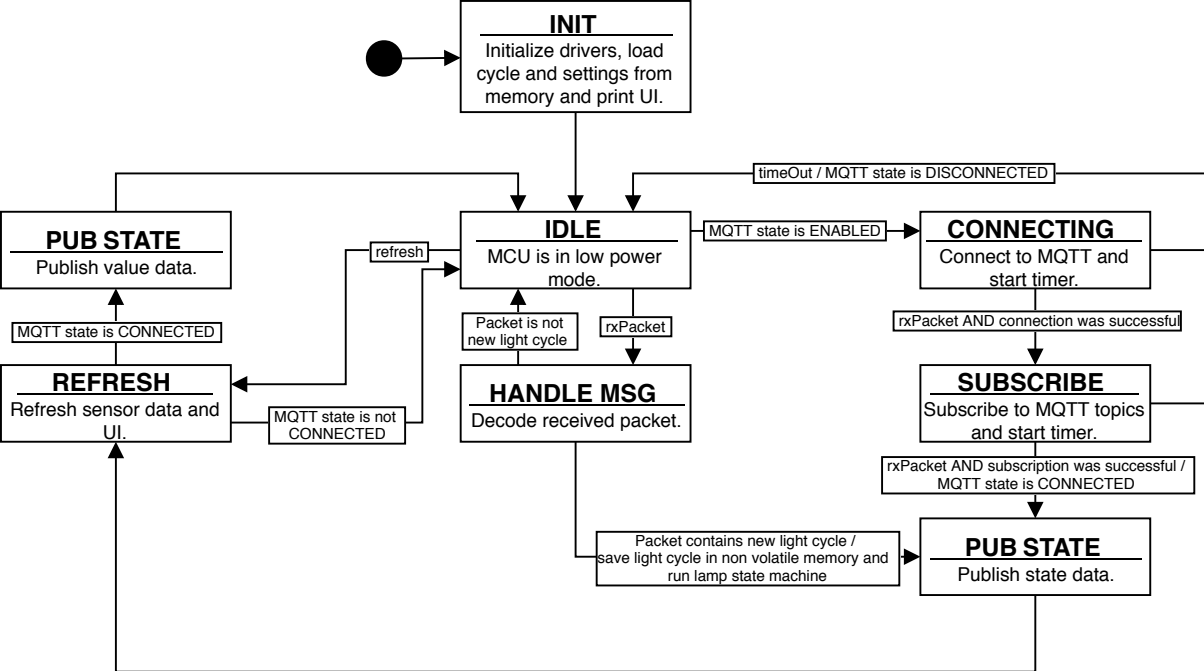 INIT
Initialize drivers, load
cycle and settings from
memory and print UI.
timeOut / MQTT state is DISCONNECTED
PUB STATE
Publish value data.
refresh
IDLE
MCU is in low power
mode.
MQTT state is ENABLED
CONNECTING
Connect to MQTT and
start timer.
MQTT state is CONNECTED
Packet is not
new light cycle
rxPacket
rxPacket AND connection was successful
REFRESH
Refresh sensor data and
UI.
MQTT state is not
CONNECTED
HANDLE MSG
Decode received packet.
SUBSCRIBE
Subscribe to MQTT topics
and start timer.
rxPacket AND subscription was successful /
MQTT state is CONNECTED
Packet contains new light cycle /
save light cycle in non volatile memory and
run lamp state machine
PUB STATE
Publish state data.